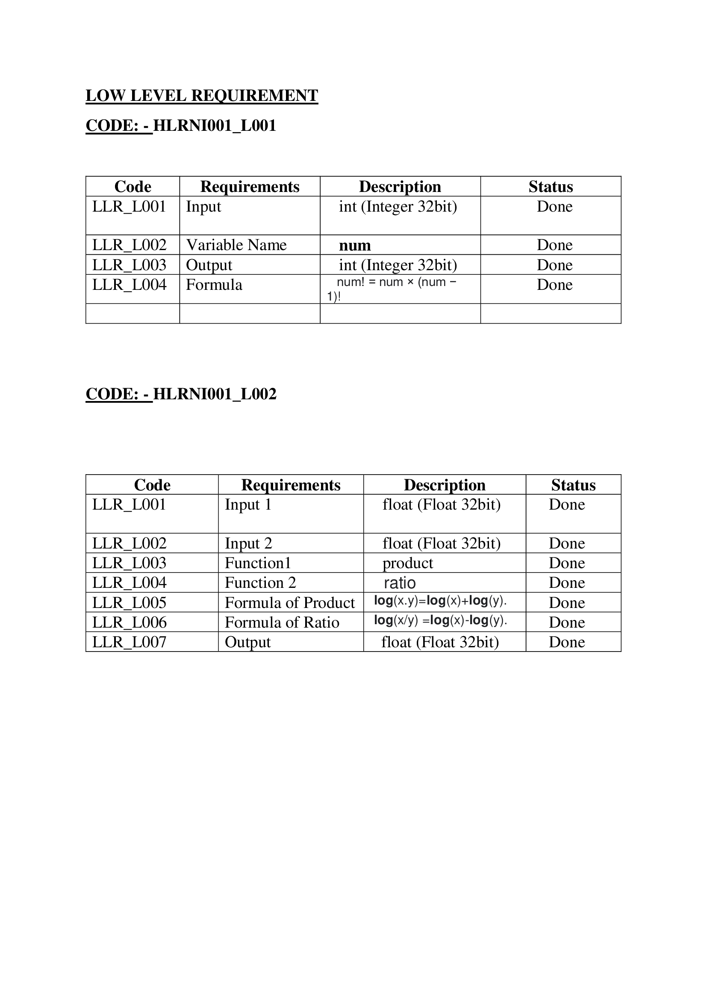 LOW LEVEL REQUIREMENT
CODE: - HLRNI001_L001
Code Requirements Description Status
LLR_L001 Input int (Integer 32bit) Done
LLR_L002 Variable Name num Done
LLR_L003 Output int (Integer 32bit) Done
LLR_L004 Formula num! = num × (num −
1)! Done
CODE: - HLRNI001_L002
Code Requirements Description Status
LLR_L001 Input 1 float (Float 32bit) Done
LLR_L002 Input 2 float (Float 32bit) Done
LLR_L003 Function1 product Done
LLR_L004 Function 2 ratio Done
LLR_L005 Formula of Product log(x.y)=log(x)+log(y). Done
LLR_L006 Formula of Ratio log(x/y) =log(x)-log(y). Done
LLR_L007 Output float (Float 32bit) Done